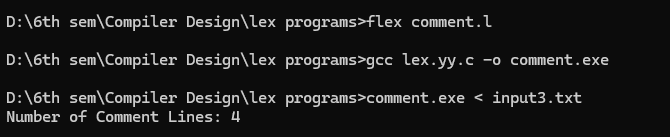 D:\6th sem\Compiler Design\lex programs>flex comment.l
D:\6th sem\Compiler Design\lex programs>gcc lex.yy.c -o comment.exe
D:\6th sem\Compiler Design\lex programs>comment.exe < input3.txt
Number of Comment Lines: 4